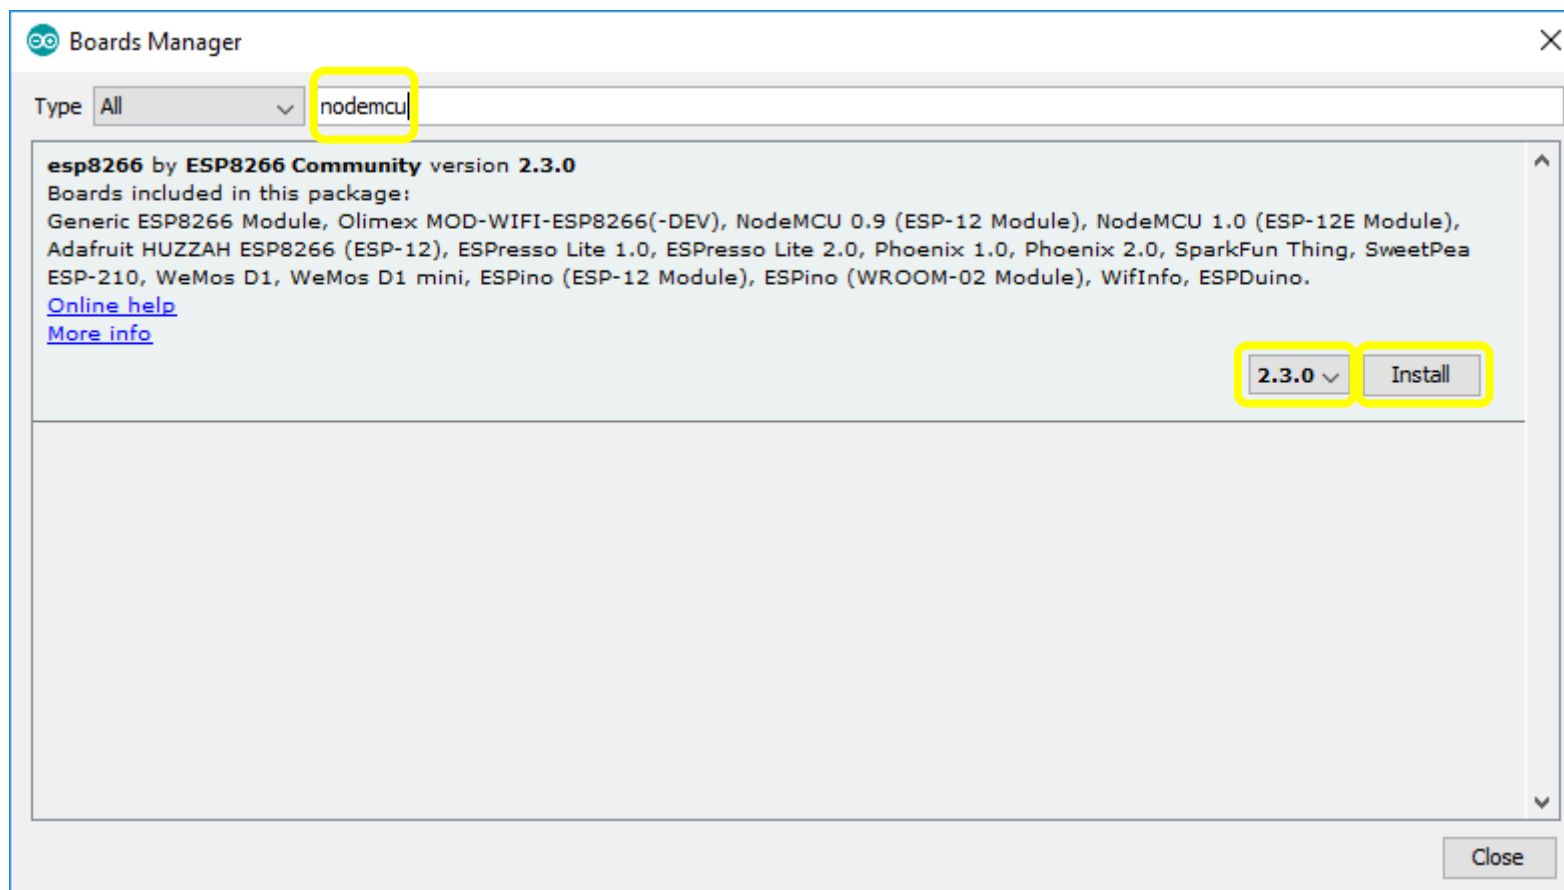 Boards Manager
Type All nodemcu
esp8266 by ESP8266 Community version 2.3.0
Boards included in this package:
Generic ESP8266 Module, Olimex MOD-WIFI-ESP8266(-DEV), NodeMCU 0.9 (ESP-12 Module), NodeMCU 1.0 (ESP-12E Module),
Adafruit HUZZAH ESP8266 (ESP-12), ESPresso Lite 1.0, ESPresso Lite 2.0, Phoenix 1.0, Phoenix 2.0, SparkFun Thing, SweetPea
ESP-210, WeMos D1, WeMos D1 mini, ESPino (ESP-12 Module), ESPino (WROOM-02 Module), WifInfo, ESPDuino.
Online help
More info
2.3.0 Install
Close